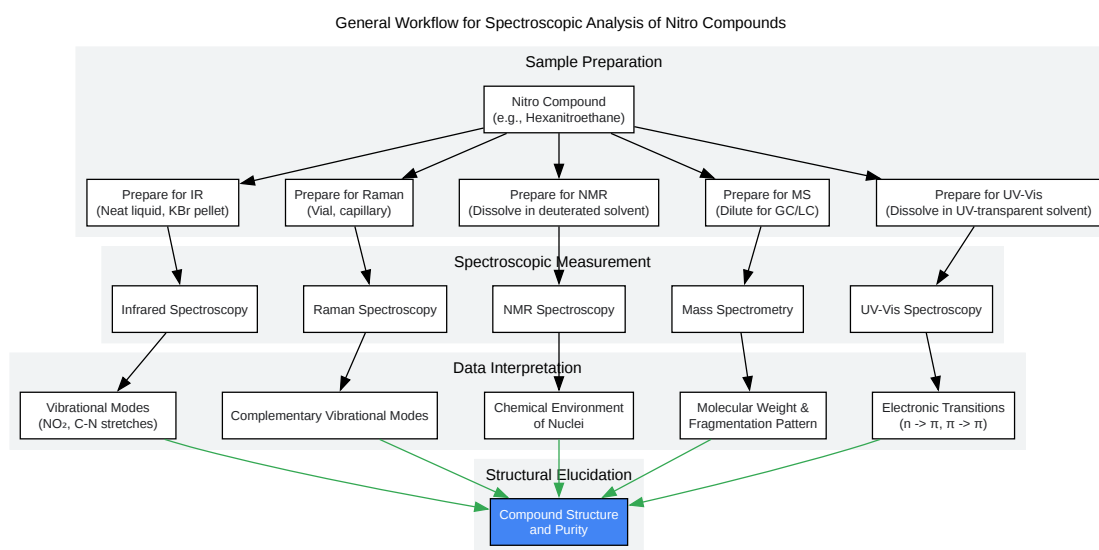 General Workflow for Spectroscopic Analysis of Nitro Compounds
Sample Preparation
Nitro Compound
(e.g., Hexanitroethane)
Prepare for IR
(Neat liquid, KBr pellet)
Prepare for Raman
(Vial, capillary)
Prepare for NMR
(Dissolve in deuterated solvent)
Prepare for MS
(Dilute for GC/LC)
Prepare for UV-Vis
(Dissolve in UV-transparent solvent)
Spectroscopic Measurement
Infrared Spectroscopy
Raman Spectroscopy
NMR Spectroscopy
Mass Spectrometry
UV-Vis Spectroscopy
Data Interpretation
Vibrational Modes
(NO₂, C-N stretches)
Complementary Vibrational Modes
Chemical Environment
of Nuclei
Molecular Weight &
Fragmentation Pattern
Electronic Transitions
(n -> π, π -> π)
Structural Elucidation
Compound Structure
and Purity